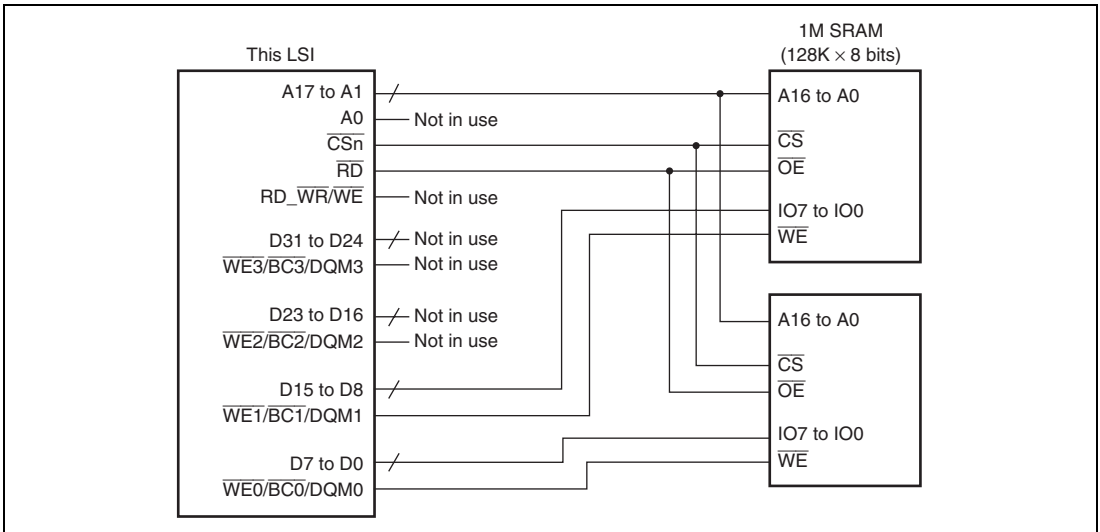 This LSI
A17 to A1
A0
Not in use
CSn
RD
RD_WR/WE
Not in use
D31 to D24
Not in use
WE3/BC3/DQM3
Not in use
D23 to D16
Not in use
WE2/BC2/DQM2
Not in use
D15 to D8
WE1/BC1/DQM1
D7 to D0
WE0/BC0/DQM0
1M SRAM
(128K × 8 bits)
A16 to A0
CS
OE
IO7 to IO0
WE
A16 to A0
CS
OE
IO7 to IO0
WE